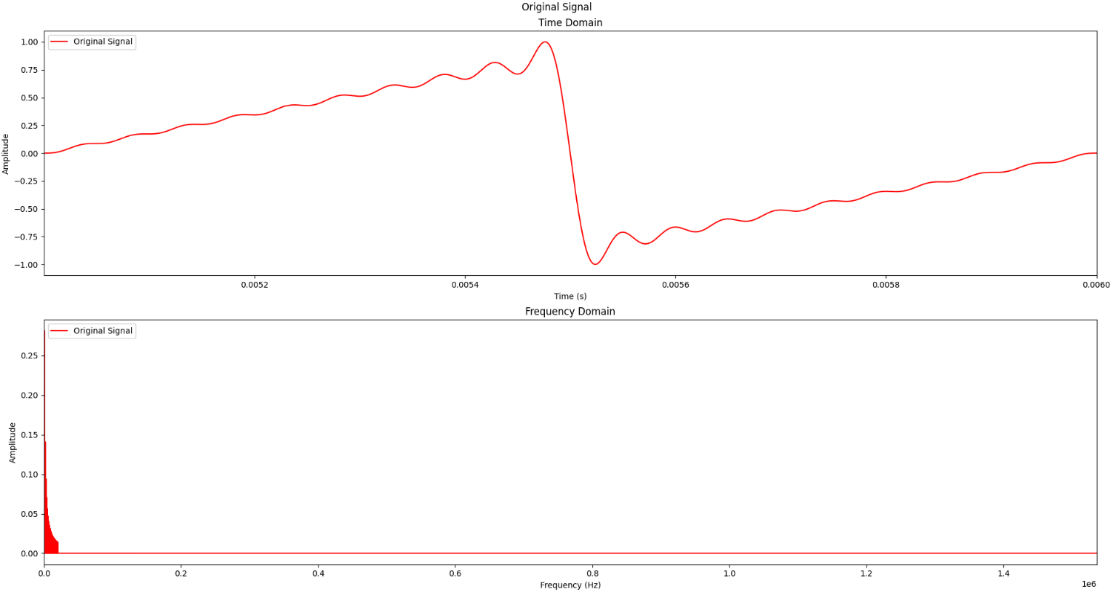 Original Signal
Time Domain
Original Signal
1.00
0.75
0.50
0.25
0.00
−0.25
−0.50
−0.75
−1.00
Amplitude
0.0052
0.0054
0.0056
0.0058
0.0060
Time (s)
Frequency Domain
Original Signal
0.25
0.20
0.15
0.10
0.05
0.00
Amplitude
0.0
0.2
0.4
0.6
0.8
1.0
1.2
1.4
1e6
Frequency (Hz)